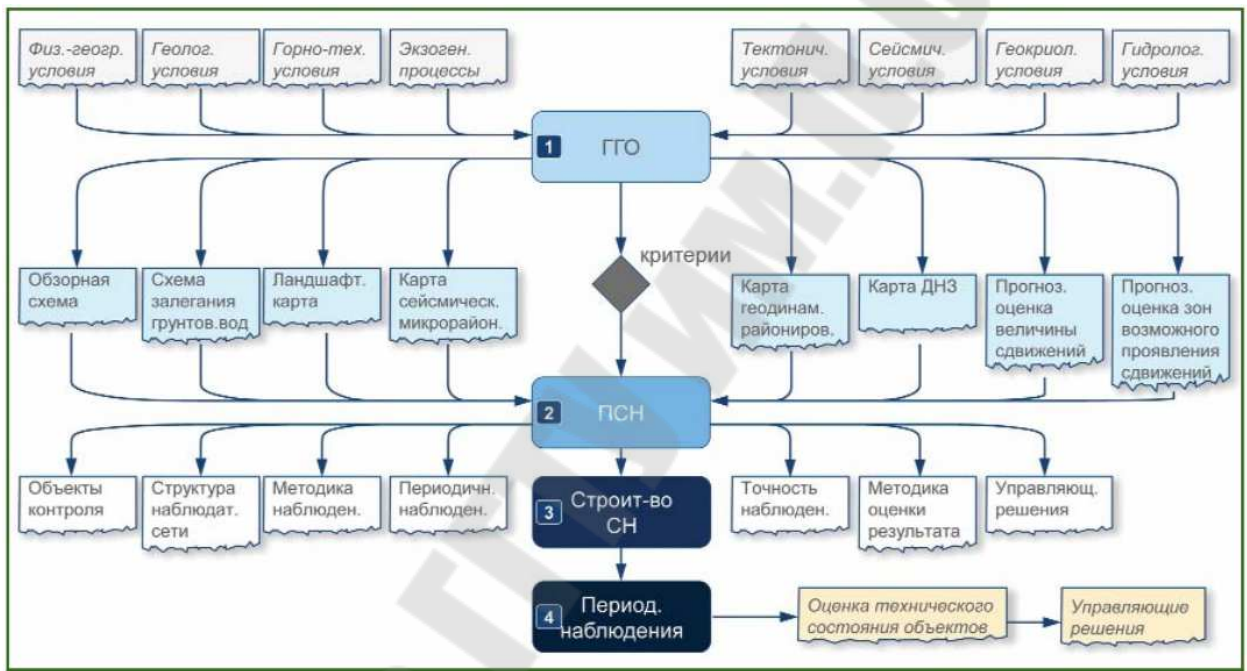 Физ.-геогр.
условия
Геолог.
условия
Горно-тех.
условия
Экзоген.
процессы
Тектонич.
условия
Сейсмич.
условия
Геокриол.
условия
Гидролог.
условия
1
ГГО
критерии
Обзорная
схема
Схема
залегания
грунтов.вод
Ландшафт.
карта
Карта
сейсмическ.
микрорайон.
Карта
геодинам.
районров.
Карта ДНЗ
Прогноз.
оценка
величины
сдвижений
Прогноз.
оценка зон
возможного
проявления
сдвижений
2
ПСН
Объекты
контроля
Структура
наблюдат.
сети
Методика
наблюден.
Периодичн.
наблюден.
3
Строит-во
СН
Точность
наблюден.
Методика
оценки
результата
Управляющ.
решения
4
Период.
наблюдения
Оценка технического
состояния объектов
Управляющие
решения